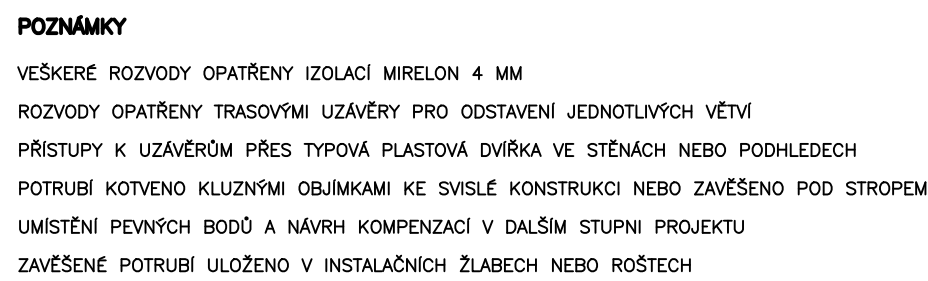 POZNÁMKY
VEŠKERÉ ROZVODY OPATŘENY IZOLACÍ MIRELON 4 MM
ROZVODY OPATŘENY TRASOVÝMI UZÁVĚRY PRO ODSTAVENÍ JEDNOTLIVÝCH VĚTVÍ
PŘÍSTUPY K UZÁVĚRŮM PŘES TYPOVÁ PLASTOVÁ DVÍŘKA VE STĚNÁCH NEBO PODHLEDECH
POTRUBÍ KOTVENO KLUZNÝMI OBJÍMKAMI KE SVISLÉ KONSTRUKCI NEBO ZAVĚŠENO POD STROPEM
UMÍSTĚNÍ PEVNÝCH BODŮ A NÁVRH KOMPENZACÍ V DALŠÍM STUPNI PROJEKTU
ZAVĚŠENÉ POTRUBÍ ULOŽENO V INSTALAČNÍCH ŽLABECH NEBO ROŠTECH